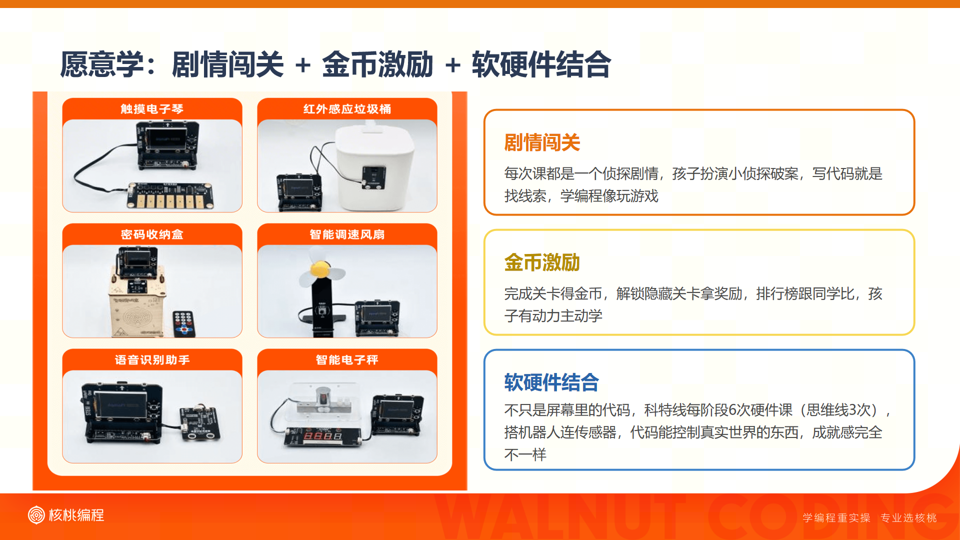 愿意学：剧情闯关 + 金币激励 + 软硬件结合
触摸电子琴
红外感应垃圾桶
密码收纳盒
智能调速风扇
语音识别助手
智能电子秤
剧情闯关
每次课都是一个侦探剧情，孩子扮演小侦探破案，写代码就是
找线索，学编程像玩游戏
金币激励
完成关卡得金币，解锁隐藏关卡拿奖励，排行榜跟同学比，孩
子有动力主动学
软硬件结合
不只是屏幕里的代码，科特线每阶段6次硬件课（思维线3次），
搭机器人连传感器，代码能控制真实世界的东西，成就感完全
不一样
核桃编程
WALNUT CODING
学编程重实操 专业选核桃